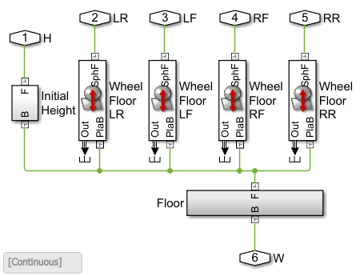 2 LR
3 LF
4 RF
5 RR
1 H
F
B
Initial
Height
SphF
Out
PlaB
Wheel
Floor
LR
SphF
Out
PlaB
Wheel
Floor
LF
SphF
Out
PlaB
Wheel
Floor
RF
SphF
Out
PlaB
Wheel
Floor
RR
Floor
F
B
6 W
[Continuous]